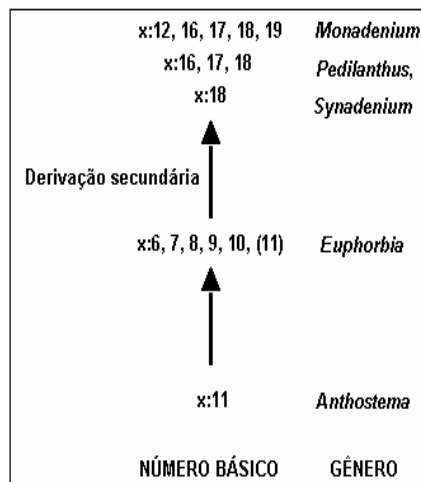 x:12, 16, 17, 18, 19 Monadenium
x:16, 17, 18 Pedilanthus,
x:18 Synadenium
Derivação secundária
x:6, 7, 8, 9, 10, (11) Euphorbia
x:11 Anthostema
NÚMERO BÁSICO GÊNERO